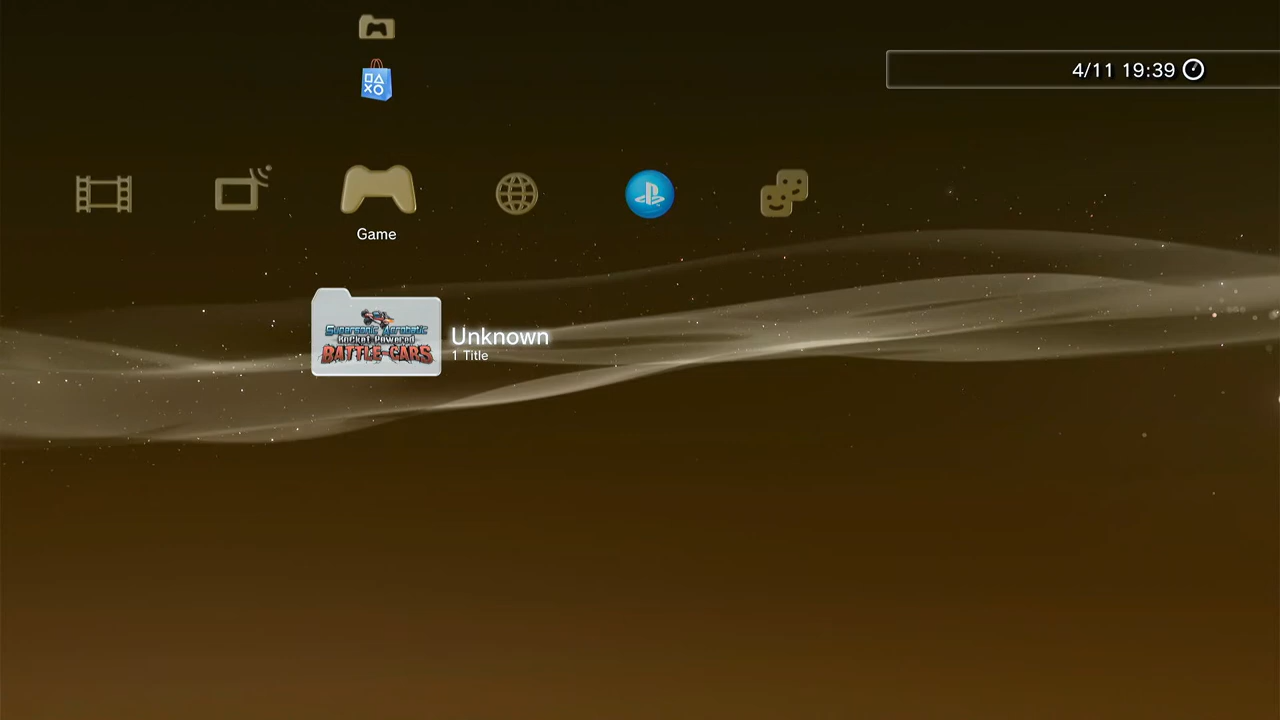 4/11 19:39
Game
Supersonic Acrobatic
Rocket-Powered
BATTLE-CARS
Unknown
1 Title